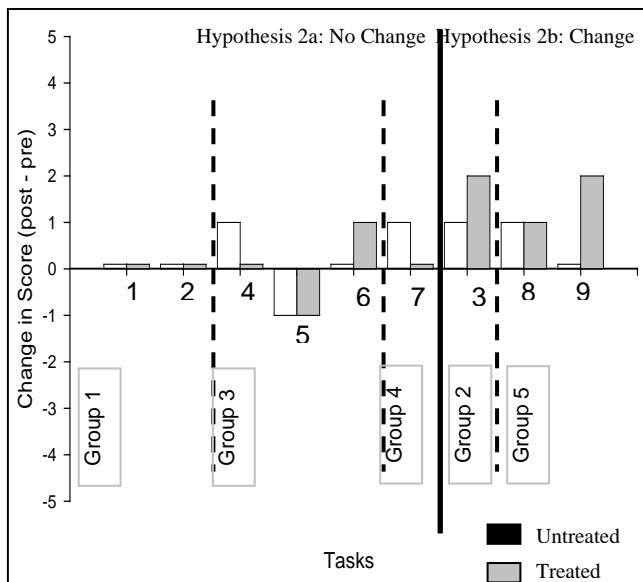 Hypothesis 2a: No Change Hypothesis 2b: Change
Change in Score (post - pre)
5
4
3
2
1
0
-1
-2
-3
-4
-5
1 2 4 5 6 7 3 8 9
Group 1 Group 3 Group 4 Group 2 Group 5
Tasks
Untreated
Treated